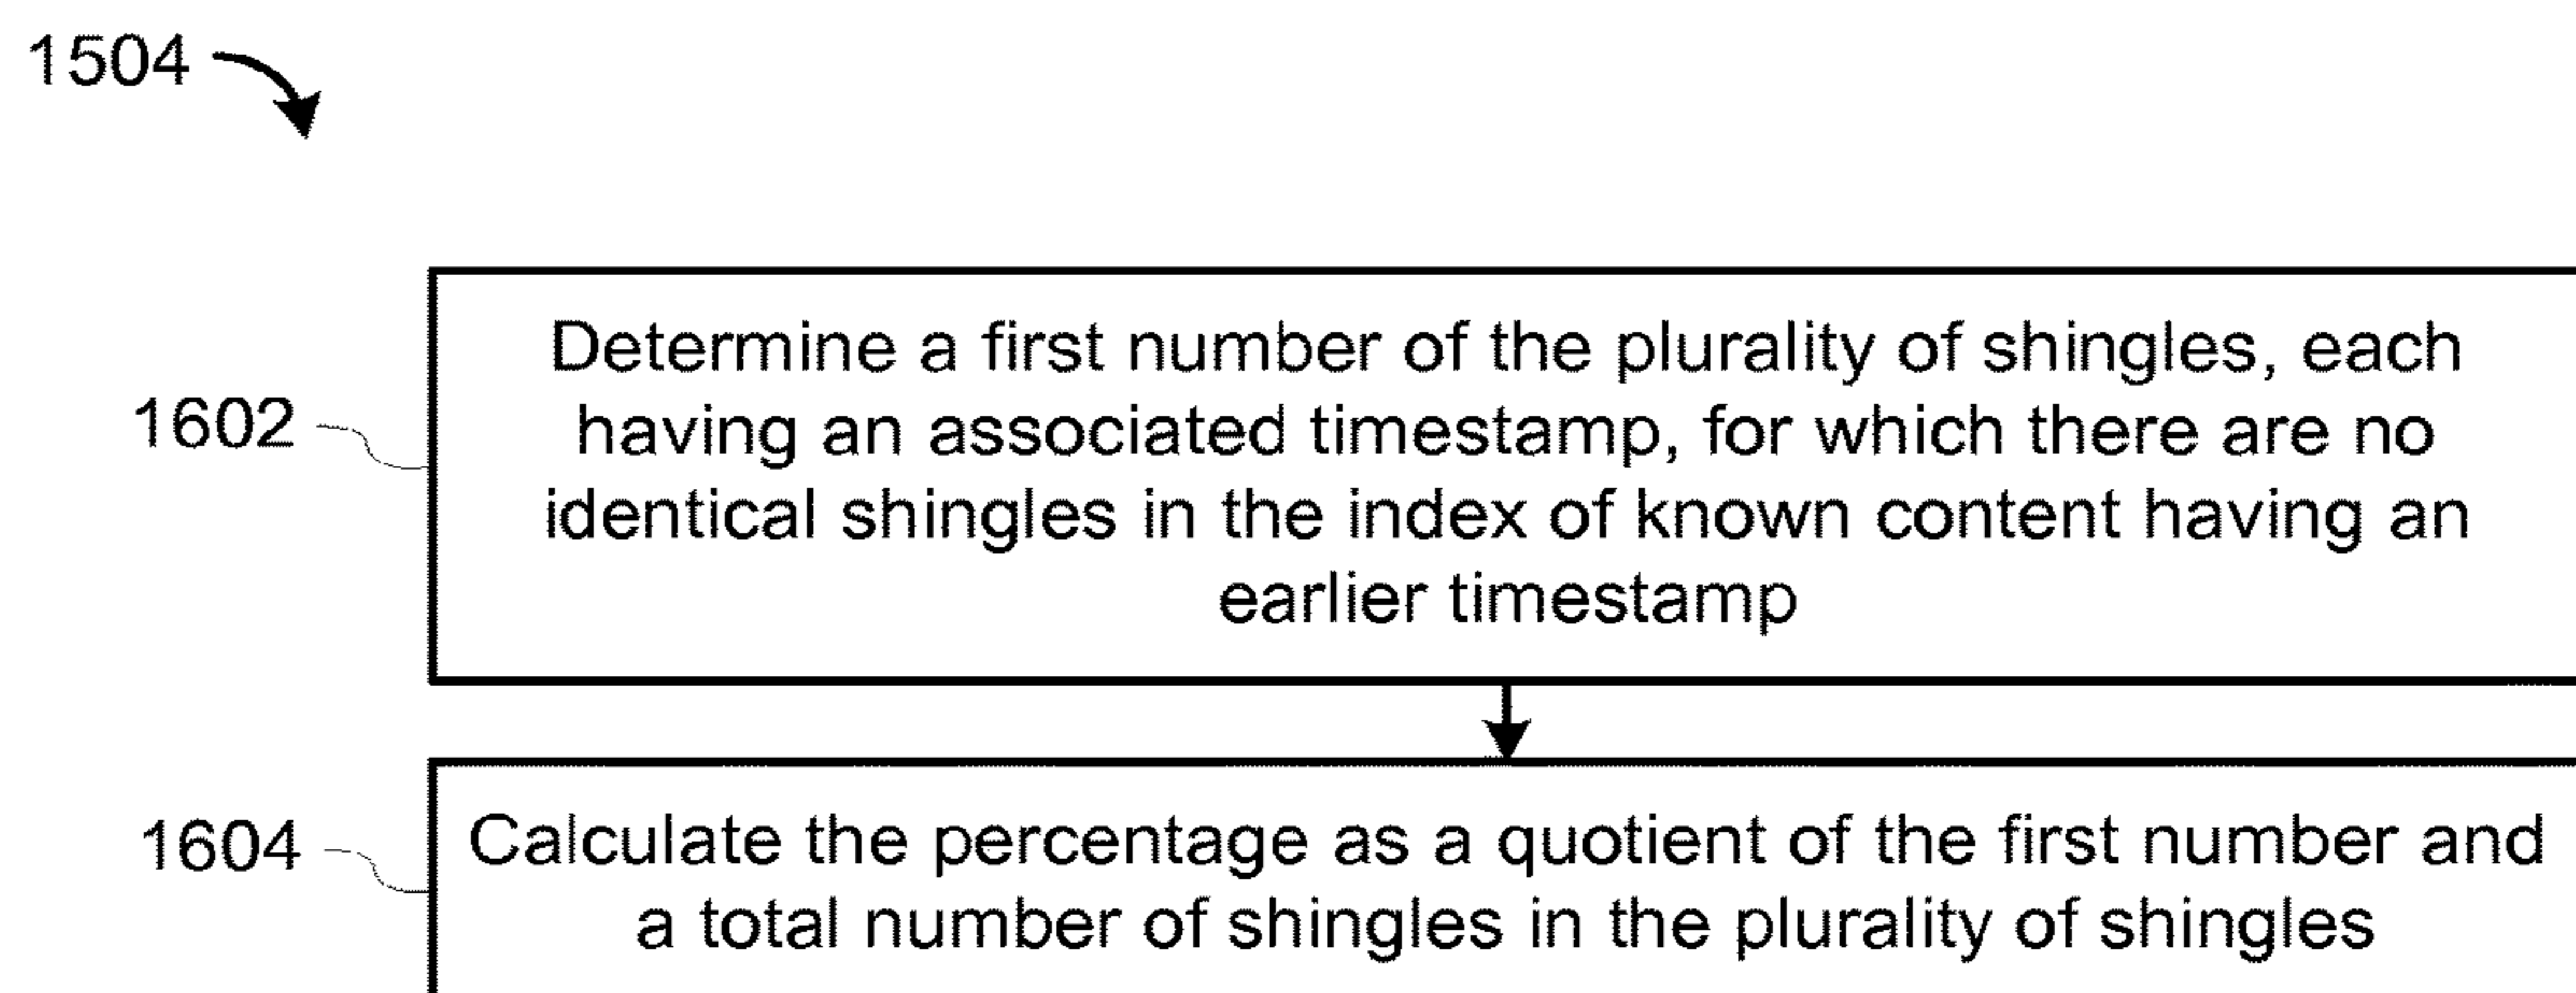 1504
Determine a first number of the plurality of shingles, each
1602
having an associated timestamp, for which there are no
identical shingles in the index of known content having an
earlier timestamp
1604
Calculate the percentage as a quotient of the first number and
a total number of shingles in the plurality of shingles